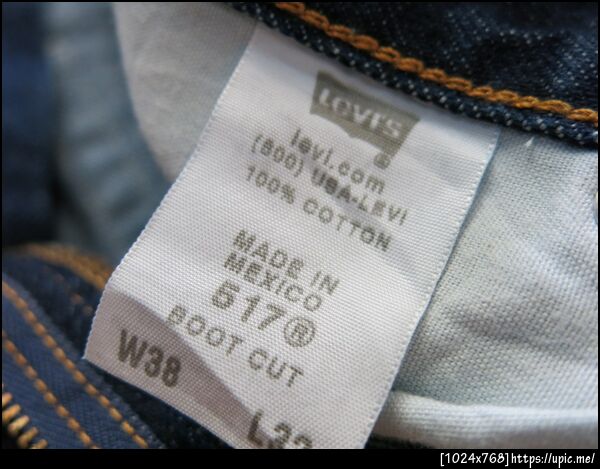 LEVI'S
®
levi.com
(800) USA-LEVI
100% COTTON
MADE IN
MEXICO
517®
BOOT CUT
W38
[1024x768]https://upic.me/